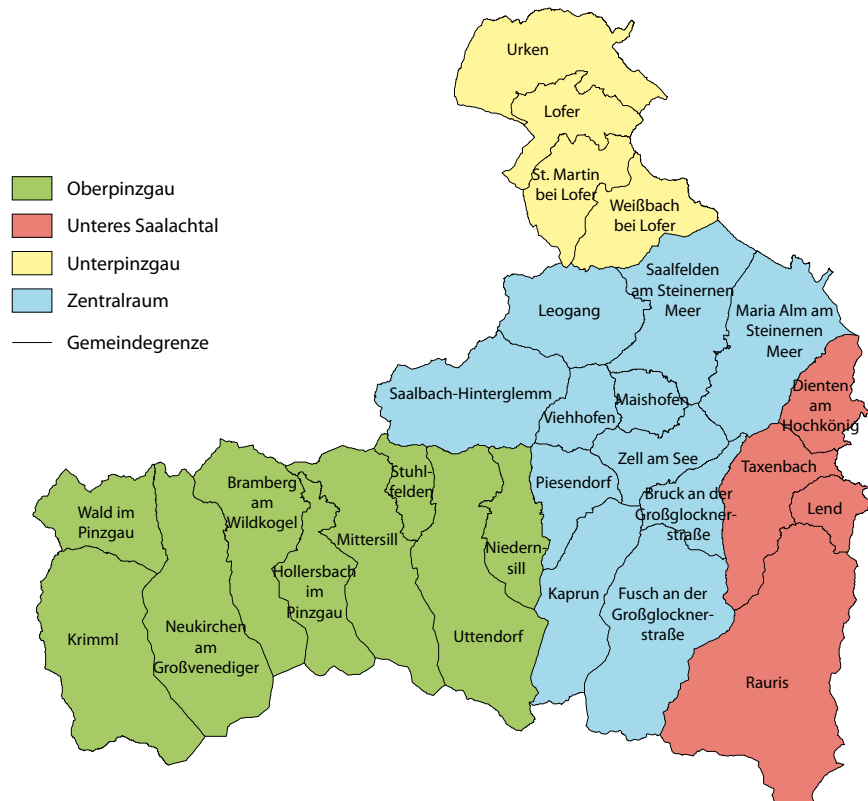 Urken
Lofer
St. Martin
bei Lofer
Weißbach
bei Lofer
Oberpinzgau
Unteres Saalachtal
Unterpinzgau
Zentralraum
Gemeindegrenze
Saalfelden
am Steinernen
Meer
Leogang
Maria Alm am
Steinernen
Meer
Saalbach-Hinterglemm
Viehhofen
Maishofen
Dienten
am
Hochkönig
Zell am See
Taxenbach
Lend
Piesendorf
Bruck an der
Großglockner-
straße
Stuhl-
felden
Bramberg
am
Wildkogel
Wald im
Pinzgau
Mittersill
Niedern-
sill
Hollersbach
im
Pinzgau
Kaprun
Fusch an der
Großglockner-
straße
Krimml
Neukirchen
am
Großvenediger
Uttendorf
Rauris